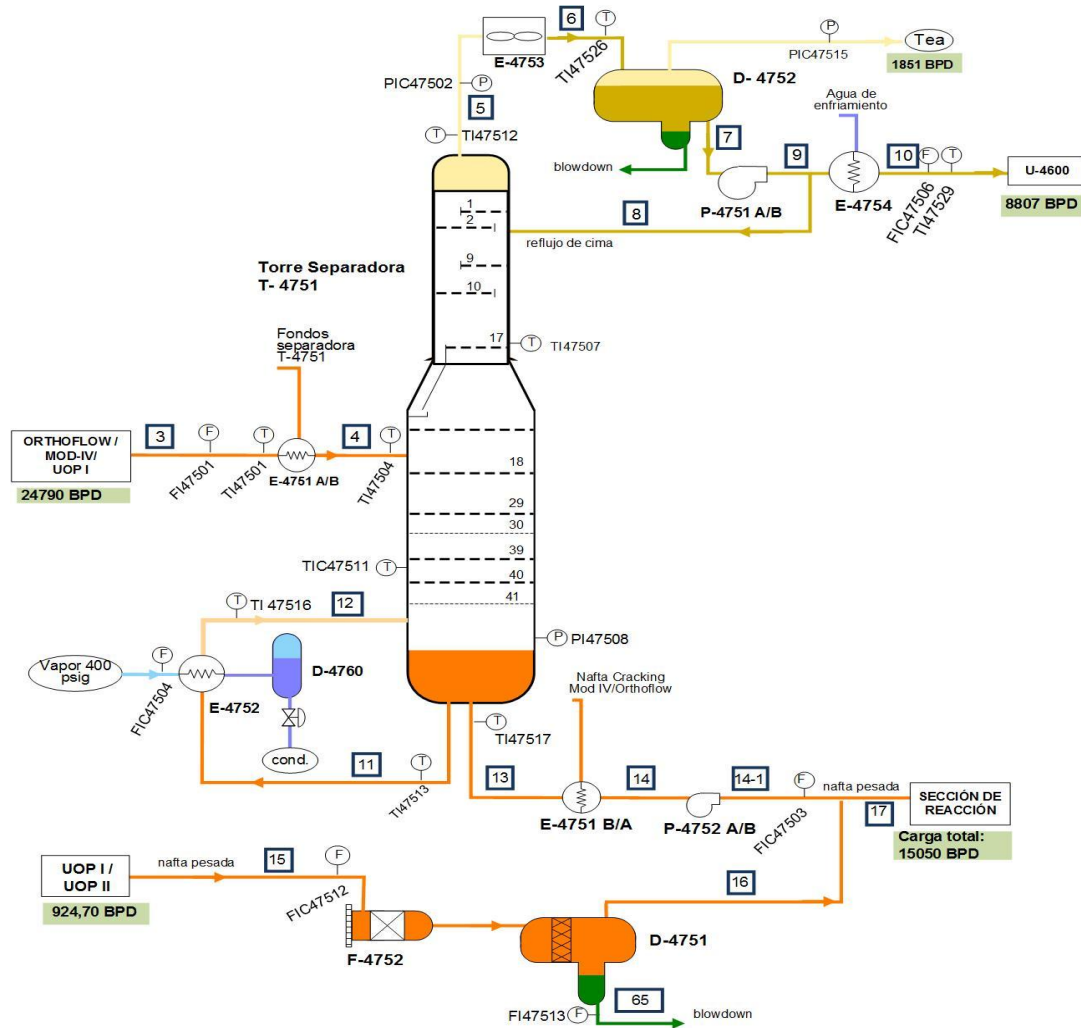 6
T
E-4753
TI47526
P
PIC47515
Tea
1851 BPD
PIC47502
P
5
D- 4752
T
TI47512
Agua de
enfriamiento
7
9
10
F
T
blowdown
P-4751 A/B
E-4754
FIC47506
TI47529
U-4600
8807 BPD
1
2
8
reflujo de cima
9
10
Torre Separadora
T- 4751
17
T
TI47507
Fondos
separadora
T-4751
ORTHOFLOW /
MOD-IV/
UOP I
24790 BPD
3
F
T
4
T
FI47501
TI47501
E-4751 A/B
TI47504
18
29
30
39
TIC47511
T
40
41
T
TI 47516
12
P
PI47508
Vapor 400
psig
F
FIC47504
D-4760
E-4752
cond.
Nafta Cracking
Mod IV/Orthoflow
T
TI47517
11
T
TI47513
13
14
14-1
F
nafta pesada
17
SECCIÓN DE
REACCIÓN
E-4751 B/A
P-4752 A/B
FIC47503
Carga total:
15050 BPD
UOP I /
UOP II
924,70 BPD
nafta pesada
15
F
FIC47512
16
F-4752
D-4751
FI47513
F
65
blowdown